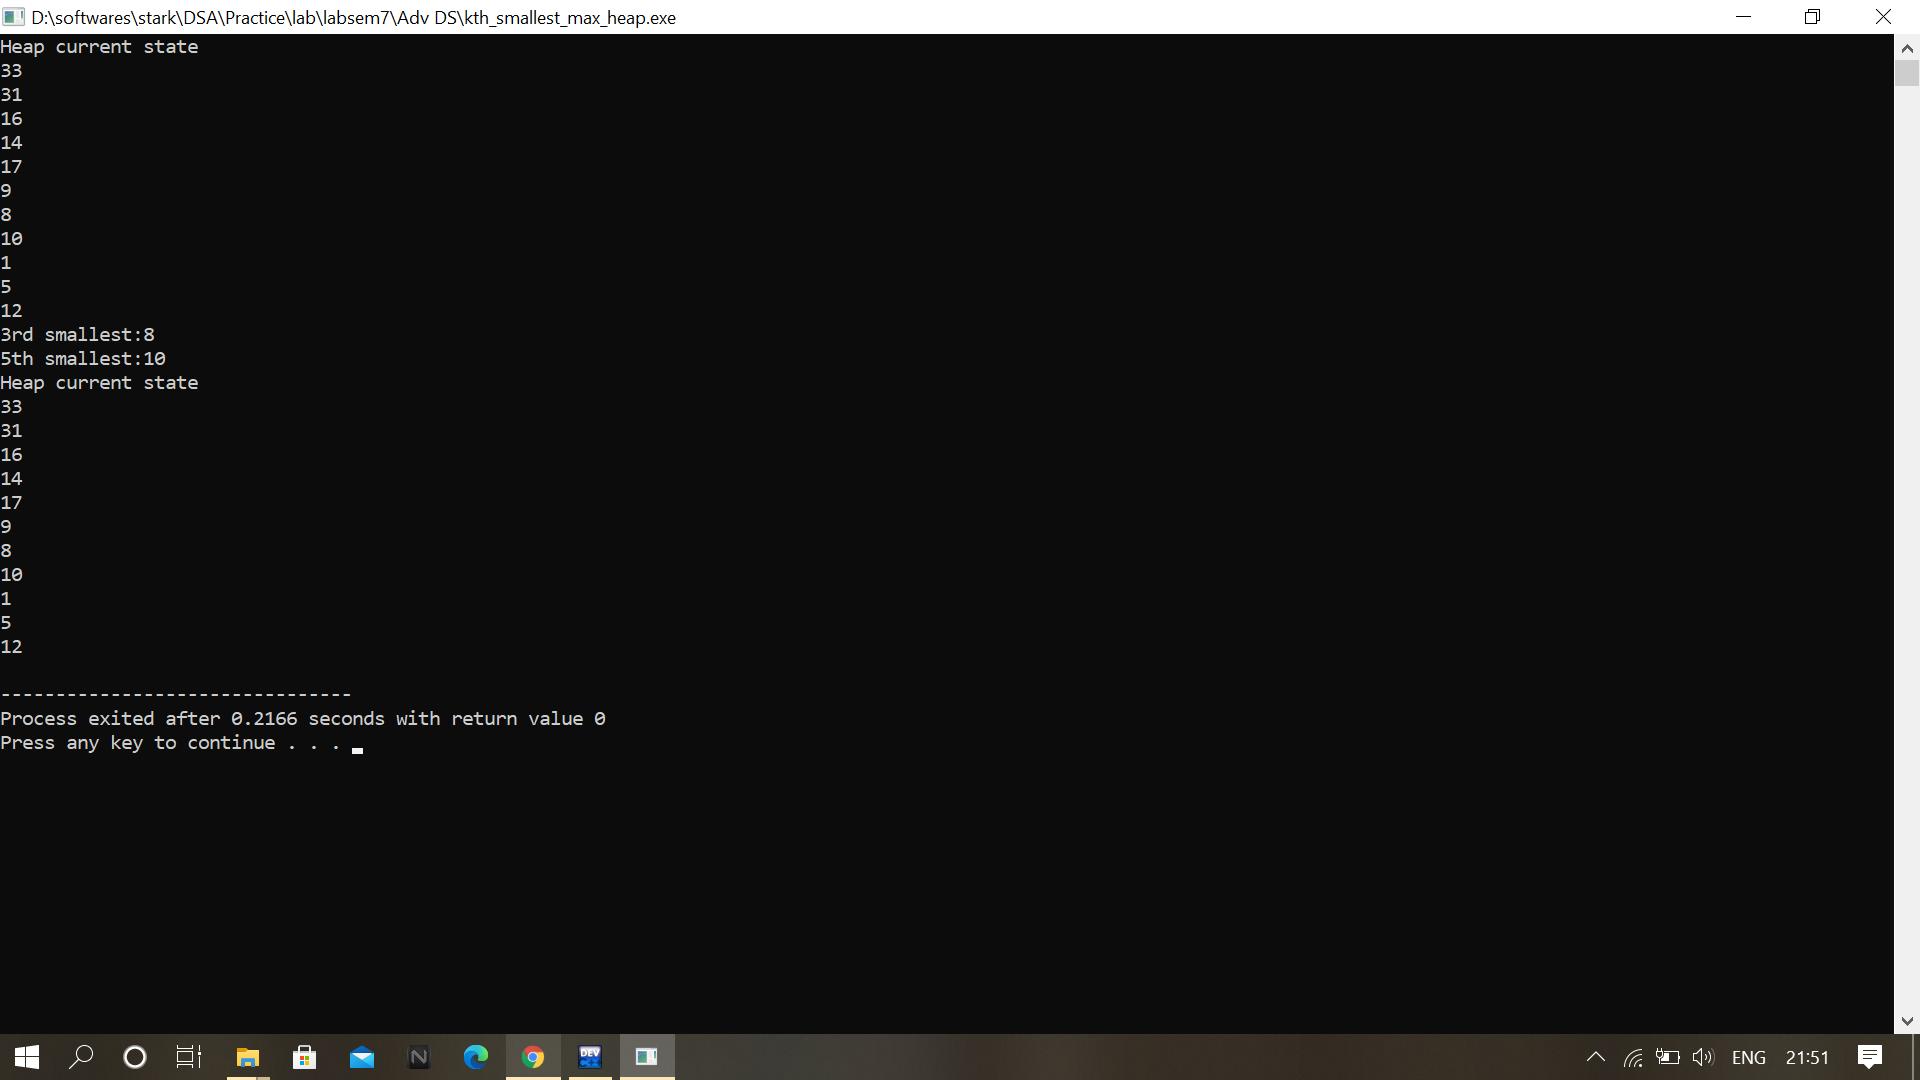 D:\softwares\stark\DSA\Practice\lab\labsem7\Adv DS\kth_smallest_max_heap.exe
Heap current state
33
31
16
14
17
9
8
10
1
5
12
3rd smallest:8
5th smallest:10
Heap current state
33
31
16
14
17
9
8
10
1
5
12
--------------------------------
Process exited after 0.2166 seconds with return value 0
Press any key to continue . . .
N
DEV
C++
ENG
21:51